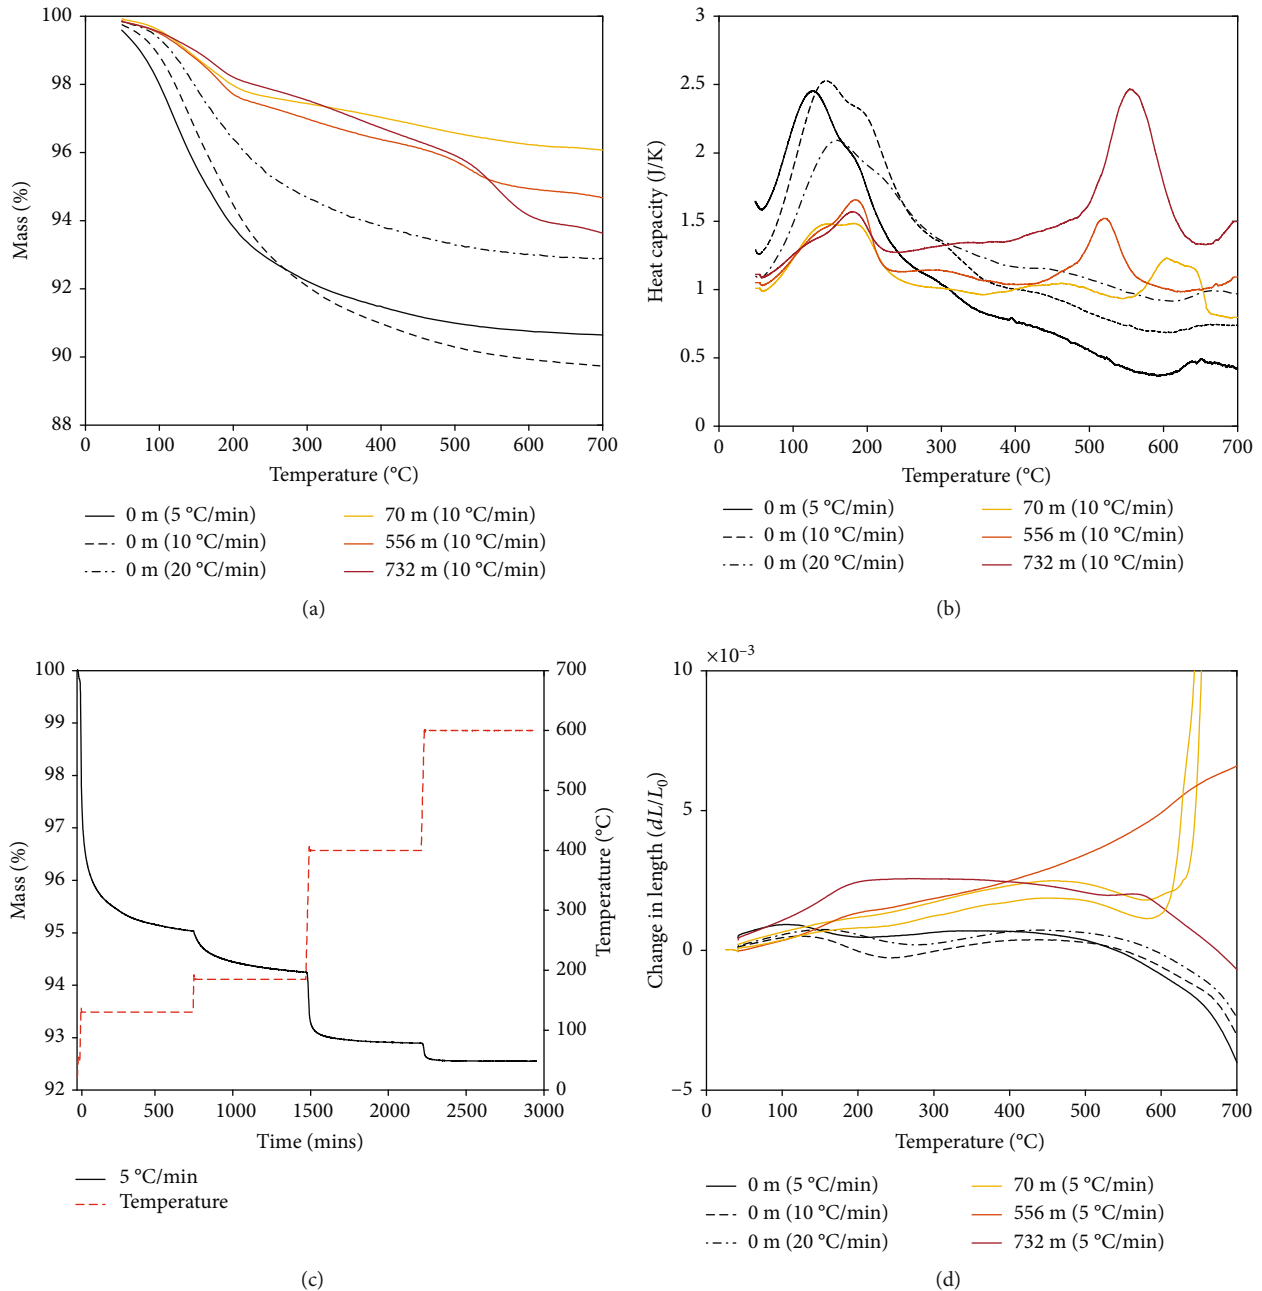 100
98
96
94
92
90
88
Mass (%)
0 100 200 300 400 500 600 700
Temperature (°C)
0 m (5 °C/min)
0 m (10 °C/min)
0 m (20 °C/min)
70 m (10 °C/min)
556 m (10 °C/min)
732 m (10 °C/min)
(a)
3
2.5
2
1.5
1
0.5
0
Heat capacity (J/K)
0 100 200 300 400 500 600 700
Temperature (°C)
0 m (5 °C/min)
0 m (10 °C/min)
0 m (20 °C/min)
70 m (10 °C/min)
556 m (10 °C/min)
732 m (10 °C/min)
(b)
100
99
98
97
96
95
94
93
92
Mass (%)
700
600
500
400
300
200
100
0
Temperature (°C)
0 500 1000 1500 2000 2500 3000
Time (mins)
5 °C/min
Temperature
(c)
×10–3
10
5
0
–5
Change in length (dL/L0)
0 100 200 300 400 500 600 700
Temperature (°C)
0 m (5 °C/min)
0 m (10 °C/min)
0 m (20 °C/min)
70 m (5 °C/min)
556 m (5 °C/min)
732 m (5 °C/min)
(d)